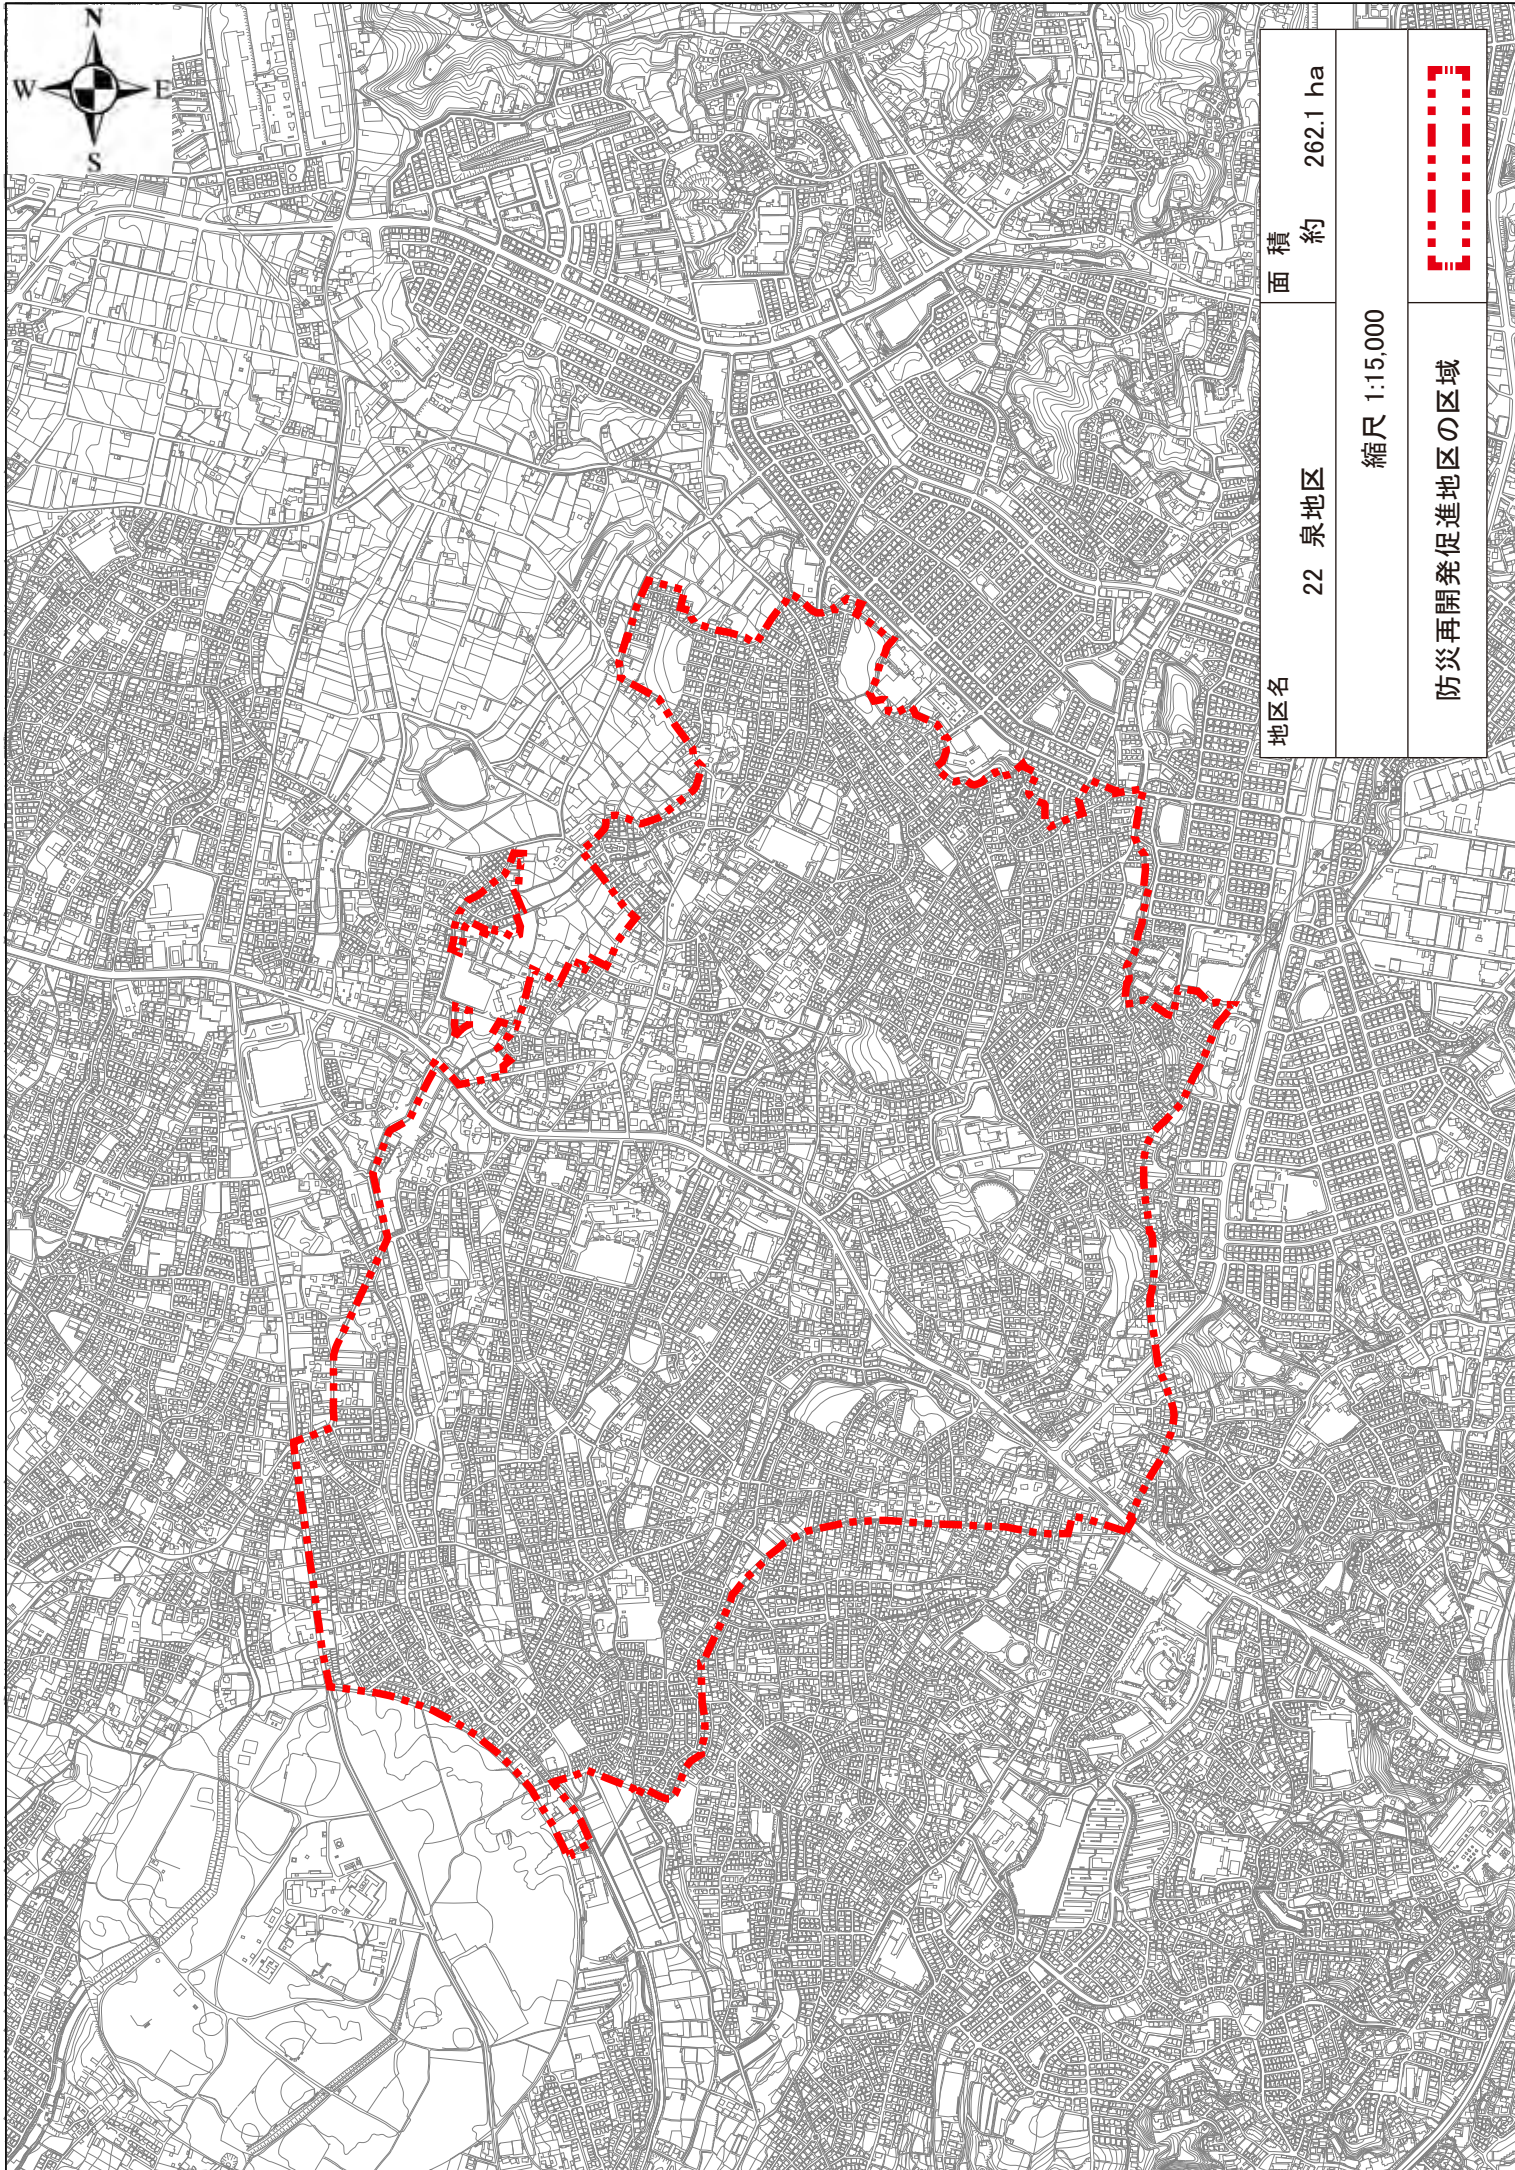 N
W
E
S
地区名
22 泉地区
面 積
約 262.1 ha
縮尺 1:15,000
防災再開発促進地区の区域